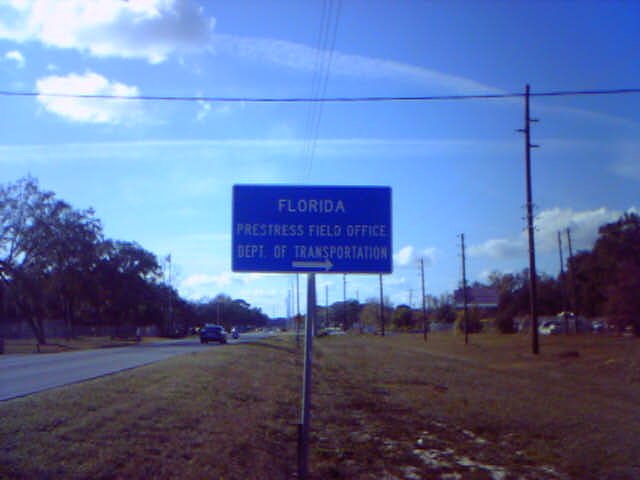 FLORIDA
PRESTRESS FIELD OFFICE
DEPT. OF TRANSPORTATION